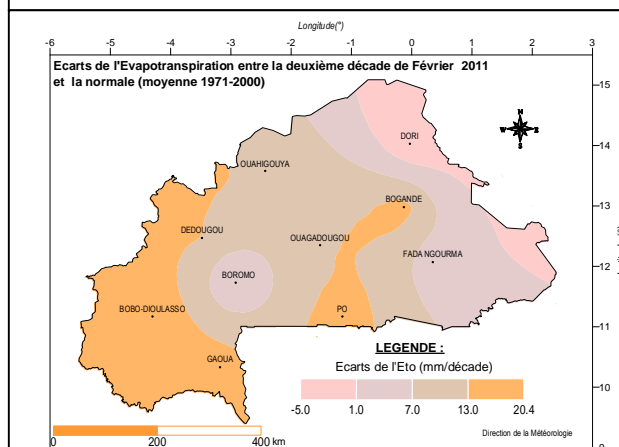 Longitude(°)
-6 -5 -4 -3 -2 -1 0 1 2 3
Ecarts de l'Evapotranspiration entre la deuxième décade de Février 2011
et la normale (moyenne 1971-2000)
-15
N
W E
S
DORI
-14
OUAHIGOUYA
BOGANDE
-13
DEDOUGOU
OUAGADOUGOU
FADA NGOURMA
-12
BOROMO
BOBO-DIOULASSO
PO
-11
LEGENDE :
GAOUA
Ecarts de l'Eto (mm/décade)
-10
-5.0 1.0 7.0 13.0 20.4
Direction de la Météorologie
0 200 400 km